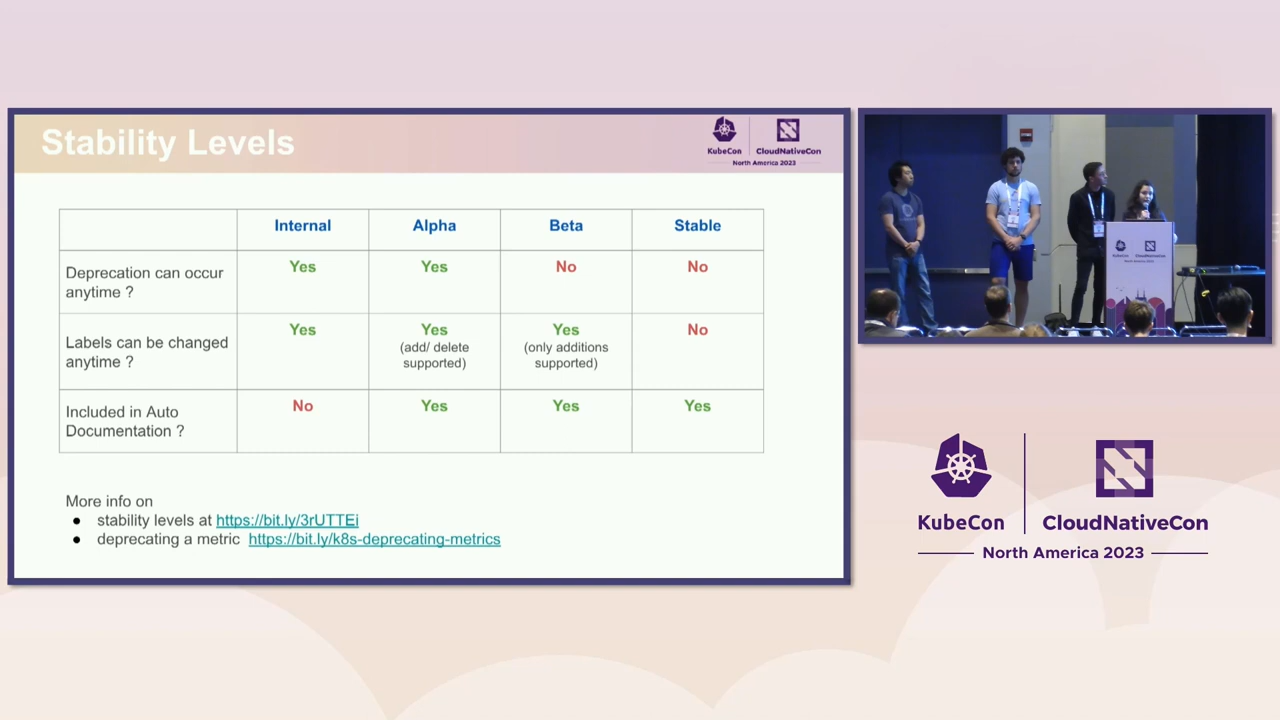 Stability Levels
KubeCon
CloudNativeCon
North America 2023
Internal
Alpha
Beta
Stable
Deprecation can occur
anytime ?
Yes
Yes
No
No
Labels can be changed
anytime ?
Yes
Yes
(add/ delete
supported)
Yes
(only additions
supported)
No
Included in Auto
Documentation ?
No
Yes
Yes
Yes
More info on
● stability levels at https://bit.ly/3rUTTEi
● deprecating a metric https://bit.ly/k8s-deprecating-metrics
KubeCon
CloudNativeCon
North America 2023